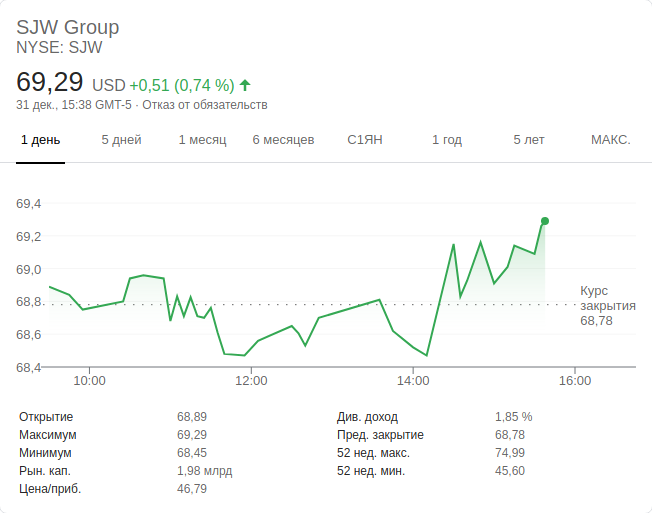 SJW Group
NYSE: SJW
69,29 USD +0,51 (0,74 %)
31 дек., 15:38 GMT-5 · Отказ от обязательств
1 день 5 дней 1 месяц 6 месяцев С1ЯН 1 год 5 лет МАКС.
69,4
69,2
69,0
68,8
68,6
68,4
Курс
закрытия
68,78
10:00 12:00 14:00 16:00
Открытие 68,89 Див. доход 1,85 %
Максимум 69,29 Пред. закрытие 68,78
Минимум 68,45 52 нед. макс. 74,99
Рын. кап. 1,98 млрд 52 нед. мин. 45,60
Цена/приб. 46,79